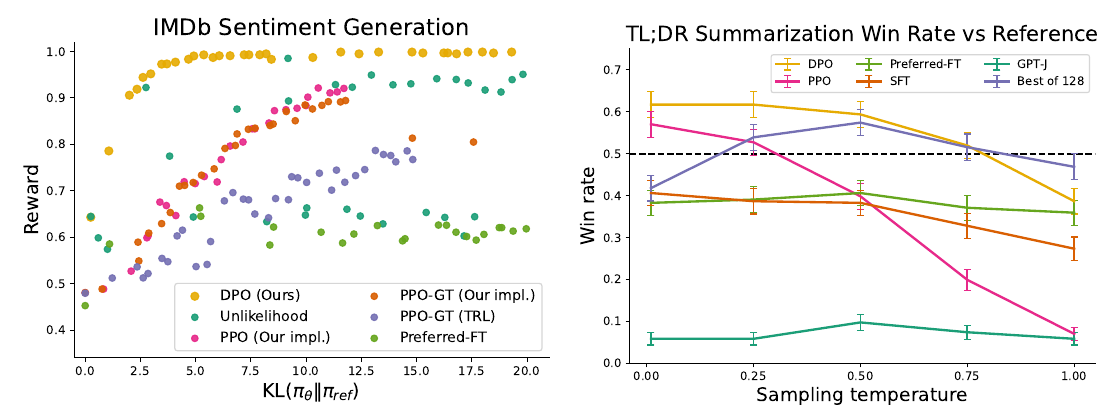 IMDb Sentiment Generation
Reward
1.0
0.9
0.8
0.7
0.6
0.5
0.4
0.0
2.5
5.0
7.5
10.0
12.5
15.0
17.5
20.0
KL(πθ‖πref)
DPO (Ours)
Unlikelihood
PPO (Our impl.)
PPO-GT (Our impl.)
PPO-GT (TRL)
Preferred-FT
TL;DR Summarization Win Rate vs Reference
Win rate
0.7
0.6
0.5
0.4
0.3
0.2
0.1
0.0
0.00
0.25
0.50
0.75
1.00
Sampling temperature
DPO
PPO
Preferred-FT
SFT
GPT-J
Best of 128